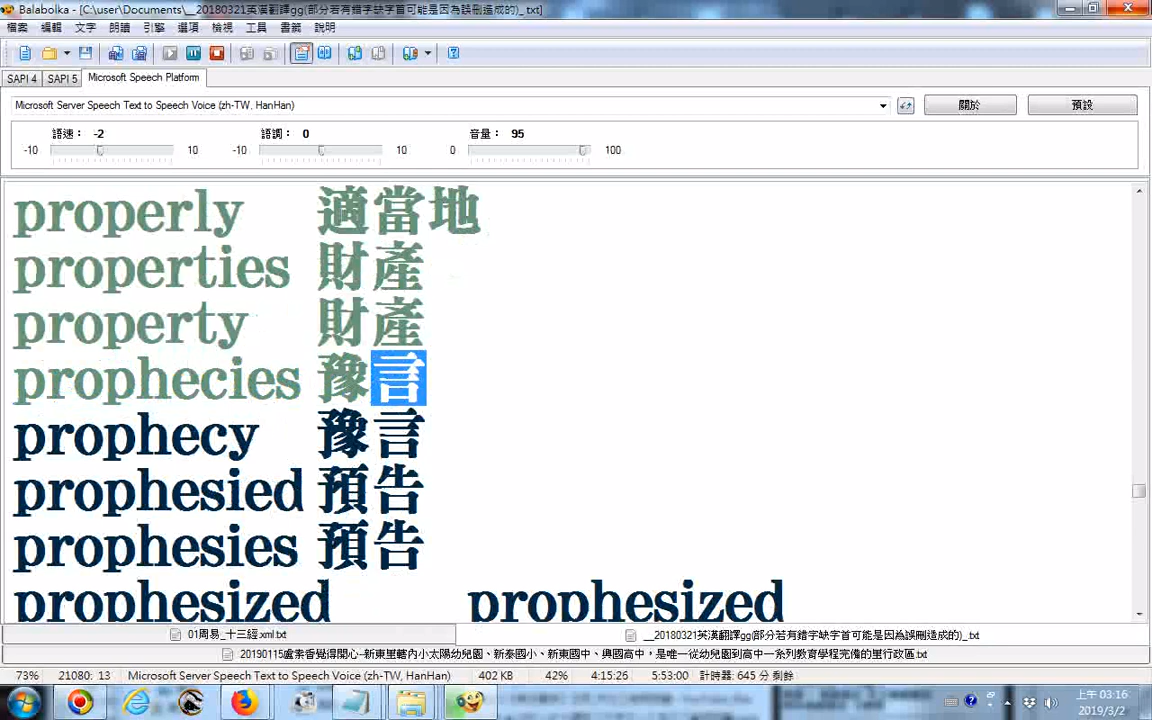 Balabolka - [C:\user\Documents\__20180321英漢翻譯gg(部分若有錯字缺字首可能是因為誤刪造成的)_.txt]
檔案 編輯 文字 朗讀 引擎 選項 檢視 工具 書籤 說明
SAPI 4 SAPI 5 Microsoft Speech Platform
Microsoft Server Speech Text to Speech Voice (zh-TW, HanHan) 關於 預設
語速： -2 語調： 0 音量： 95
-10 10 -10 10 0 100
properly 適當地
properties 財產
property 財產
prophecies 豫言
prophecy 豫言
prophesied 預告
prophesies 預告
prophesized prophesized
01周易_十三經.xml.txt __20180321英漢翻譯gg(部分若有錯字缺字首可能是因為誤刪造成的)_.txt
20190115盧素香覺得開心--新東里轄內小太陽幼兒園、新泰國小、新東國中、興國高中，是唯一從幼兒園到高中一系列教育學程完備的里行政區.txt
73% 21080: 13 Microsoft Server Speech Text to Speech Voice (zh-TW, HanHan) 402 KB 42% 4:15:26 5:53:00 計時器: 645 分 剩餘
上午 03:16
2019/3/2